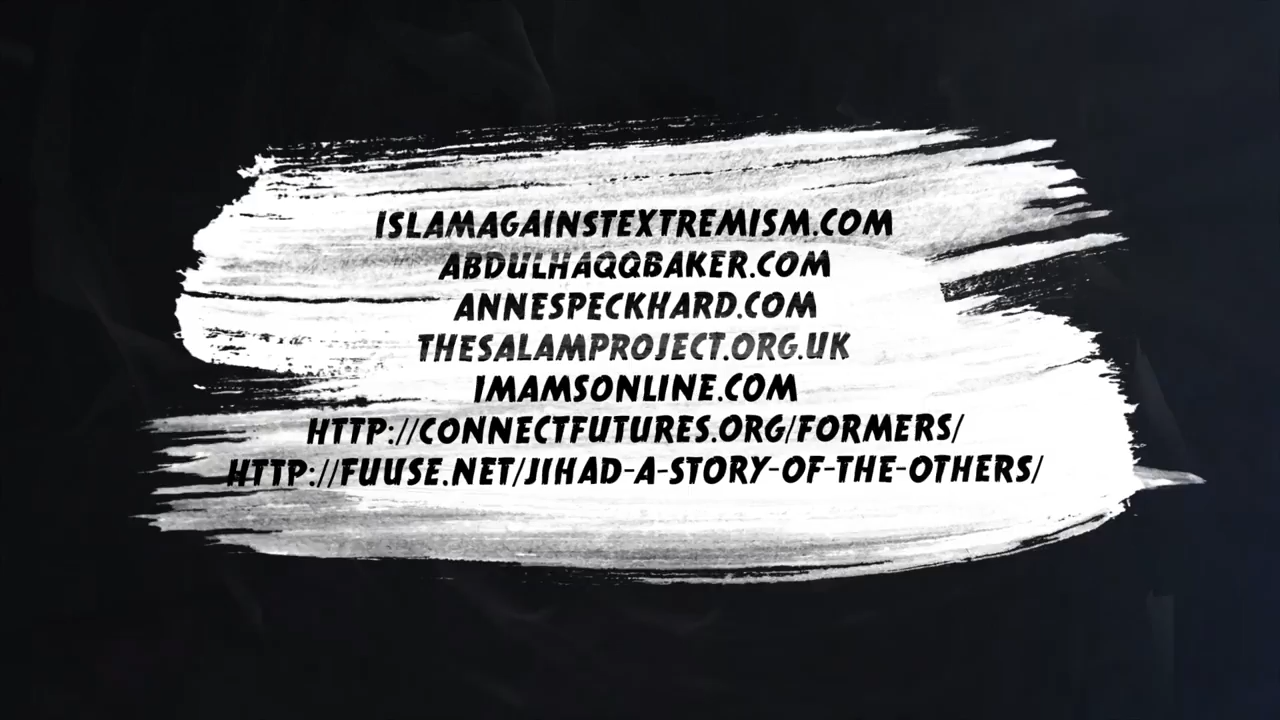 ISLAMAGAINSTEXTREMISM.COM
ABDULHAQQBAKER.COM
ANNESPECKHARD.COM
THESALAMPROJECT.ORG.UK
IMAMSONLINE.COM
HTTP://CONNECTFUTURES.ORG/FORMERS/
HTTP://FUUSE.NET/JIHAD-A-STORY-OF-THE-OTHERS/